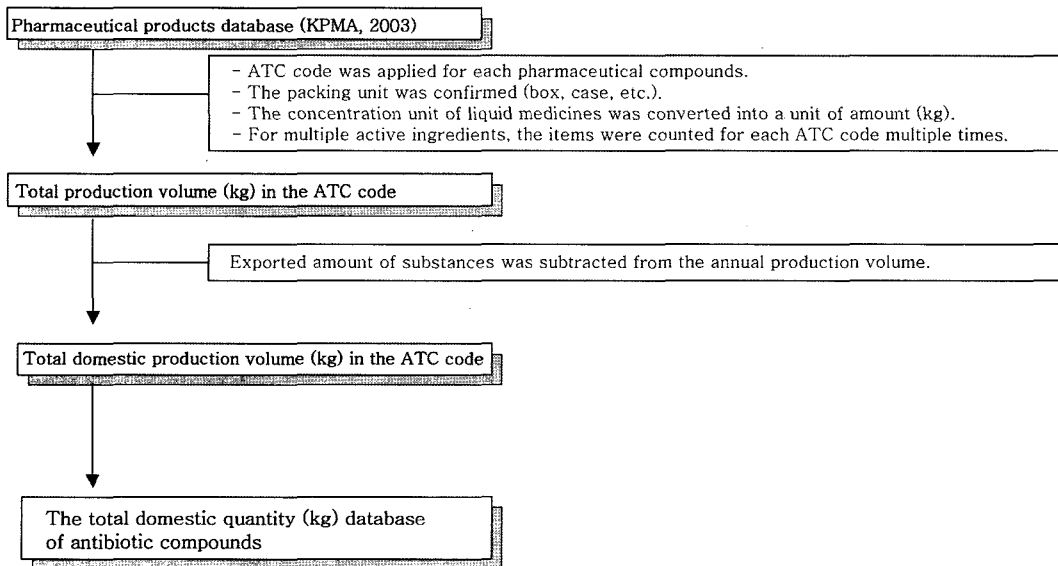 Pharmaceutical products database (KPMA, 2003)
- ATC code was applied for each pharmaceutical compounds.
- The packing unit was confirmed (box, case, etc.).
- The concentration unit of liquid medicines was converted into a unit of amount (kg).
- For multiple active ingredients, the items were counted for each ATC code multiple times.
Total production volume (kg) in the ATC code
Exported amount of substances was subtracted from the annual production volume.
Total domestic production volume (kg) in the ATC code
The total domestic quantity (kg) database
of antibiotic compounds